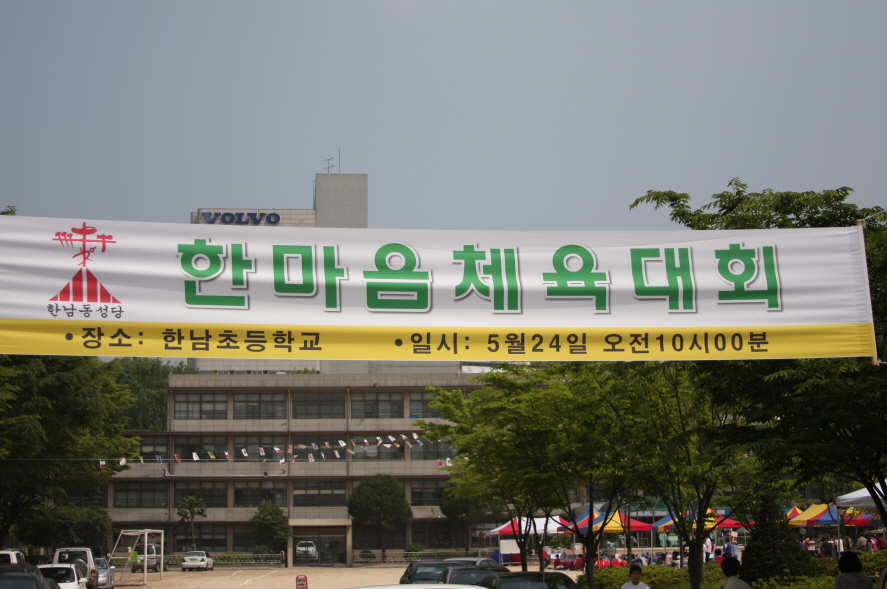 VOLVO
한마음체육대회
한남동성당
•장소: 한남초등학교 •일시: 5월24일 오전10시00분